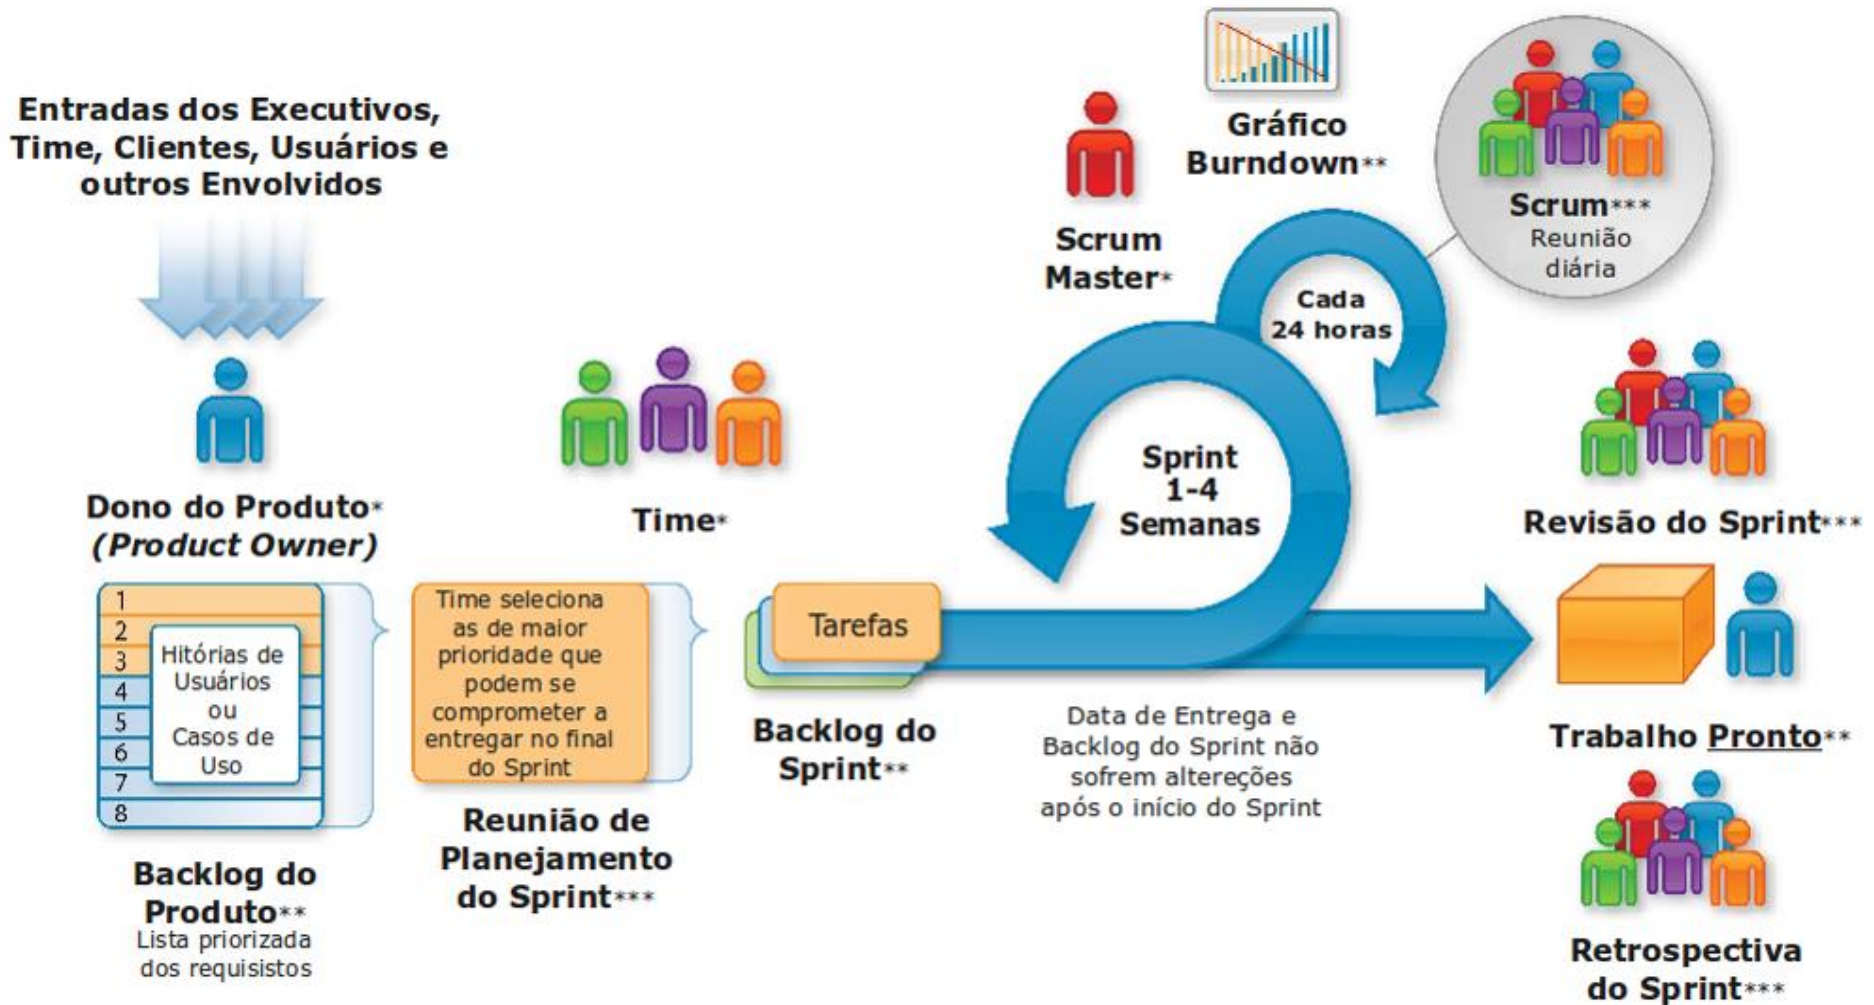 Entradas dos Executivos,
Time, Clientes, Usuários e
outros Envolvidos
Dono do Produto*
(Product Owner)
1
2
3
4
5
6
7
8
Hitórias de
Usuários
ou
Casos de
Uso
Backlog do
Produto**
Lista priorizada
dos requisistos
Time*
Time seleciona
as de maior
prioridade que
podem se
comprometer a
entregar no final
do Sprint
Reunião de
Planejamento
do Sprint***
Tarefas
Backlog do
Sprint**
Scrum
Master*
Gráfico
Burndown**
Cada
24 horas
Scrum***
Reunião
diária
Sprint
1-4
Semanas
Data de Entrega e
Backlog do Sprint não
sofrem altereções
após o início do Sprint
Revisão do Sprint***
Trabalho Pronto**
Retrospectiva
do Sprint***